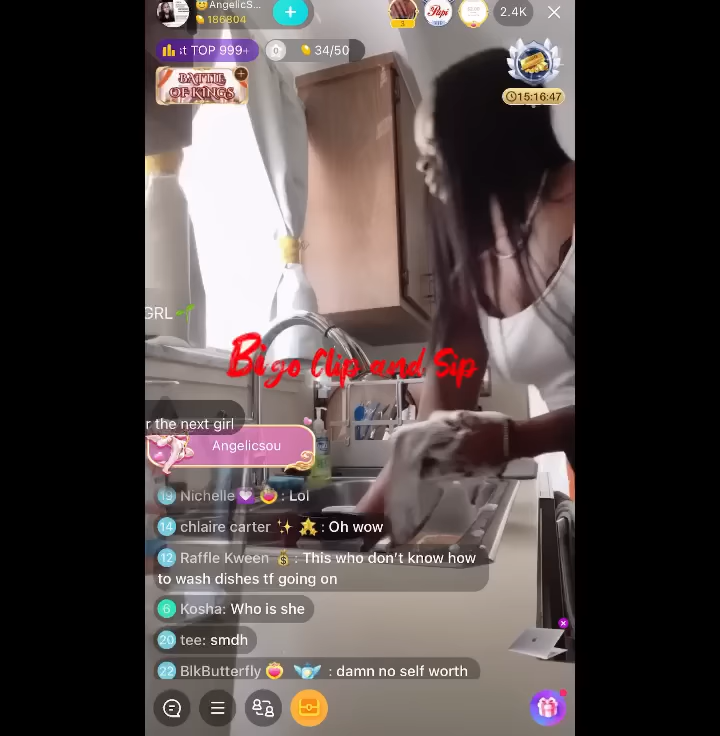 AngelicS...
186804
Papi
2.4K
st TOP 999+
0
34/50
3
BATTLE
OF KINGS
15:16:47
GRL
Bigo Clip and Sip
r the next girl
Angelicsou
19 Nichelle : Lol
14 chlaire carter : Oh wow
12 Raffle Kween : This who don't know how
to wash dishes tf going on
6 Kosha: Who is she
20 tee: smdh
22 BlkButterfly : damn no self worth